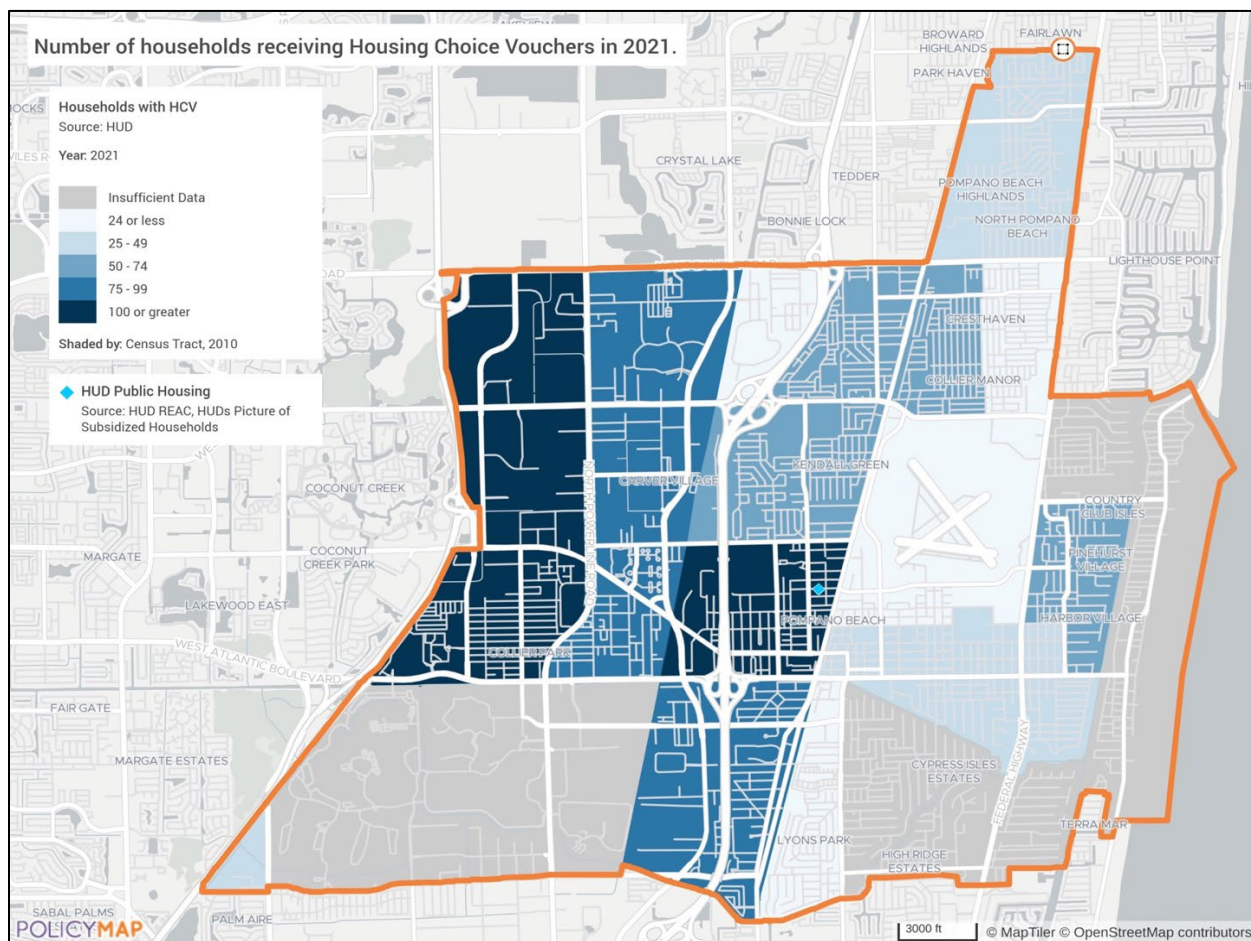 Number of households receiving Housing Choice Vouchers in 2021.
Households with HCV
Source: HUD
Year: 2021
Insufficient Data
24 or less
25 - 49
50 - 74
75 - 99
100 or greater
Shaded by: Census Tract, 2010
HUD Public Housing
Source: HUD REAC, HUDs Picture of
Subsidized Households
BROWARD
HIGHLANDS
FAIRLAWN
PARK HAVEN
CRYSTAL LAKE
TEDDER
POMPANO BEACH
HIGHLANDS
BONNIE LOCK
NORTH POMPANO
BEACH
LIGHTHOUSE POINT
ROAD
CRESTHAVEN
COLLIER MANOR
KENDALL GREEN
CARVER VILLAGE
COCONUT CREEK
COUNTRY
CLUB ISLES
MARGATE
COCONUT
CREEK PARK
NORTH POWERLINE ROAD
PINEHURST
VILLAGE
LAKEWOOD EAST
POMPANO BEACH
HARBOR VILLAGE
WEST ATLANTIC BOULEVARD
COLLIER PARK
FAIR GATE
MARGATE ESTATES
CYPRESS ISLES
ESTATES
FEDERAL HIGHWAY
TERRA MAR
LYONS PARK
HIGH RIDGE
ESTATES
SABAL PALMS
PALM AIRE
POLICYMAP
3000 ft
© MapTiler © OpenStreetMap contributors